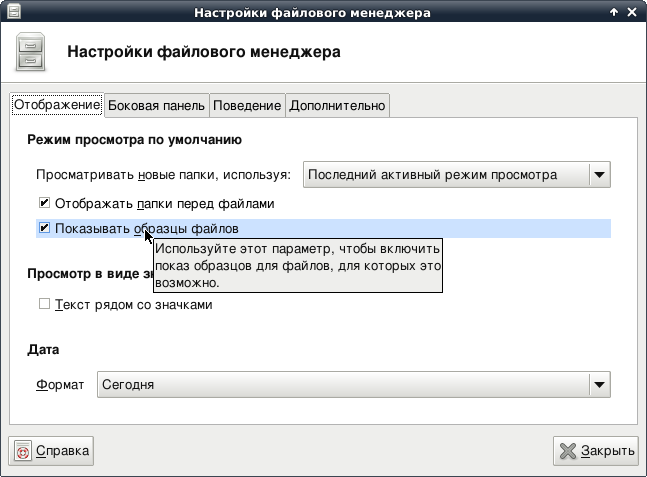 Настройки файлового менеджера
Настройки файлового менеджера
Отображение Боковая панель Поведение Дополнительно
Режим просмотра по умолчанию
Просматривать новые папки, используя: Последний активный режим просмотра
Отображать папки перед файлами
Показывать образцы файлов
Используйте этот параметр, чтобы включить
показ образцов для файлов, для которых это
возможно.
Просмотр в виде
Текст рядом со значками
Дата
Формат Сегодня
Справка Закрыть